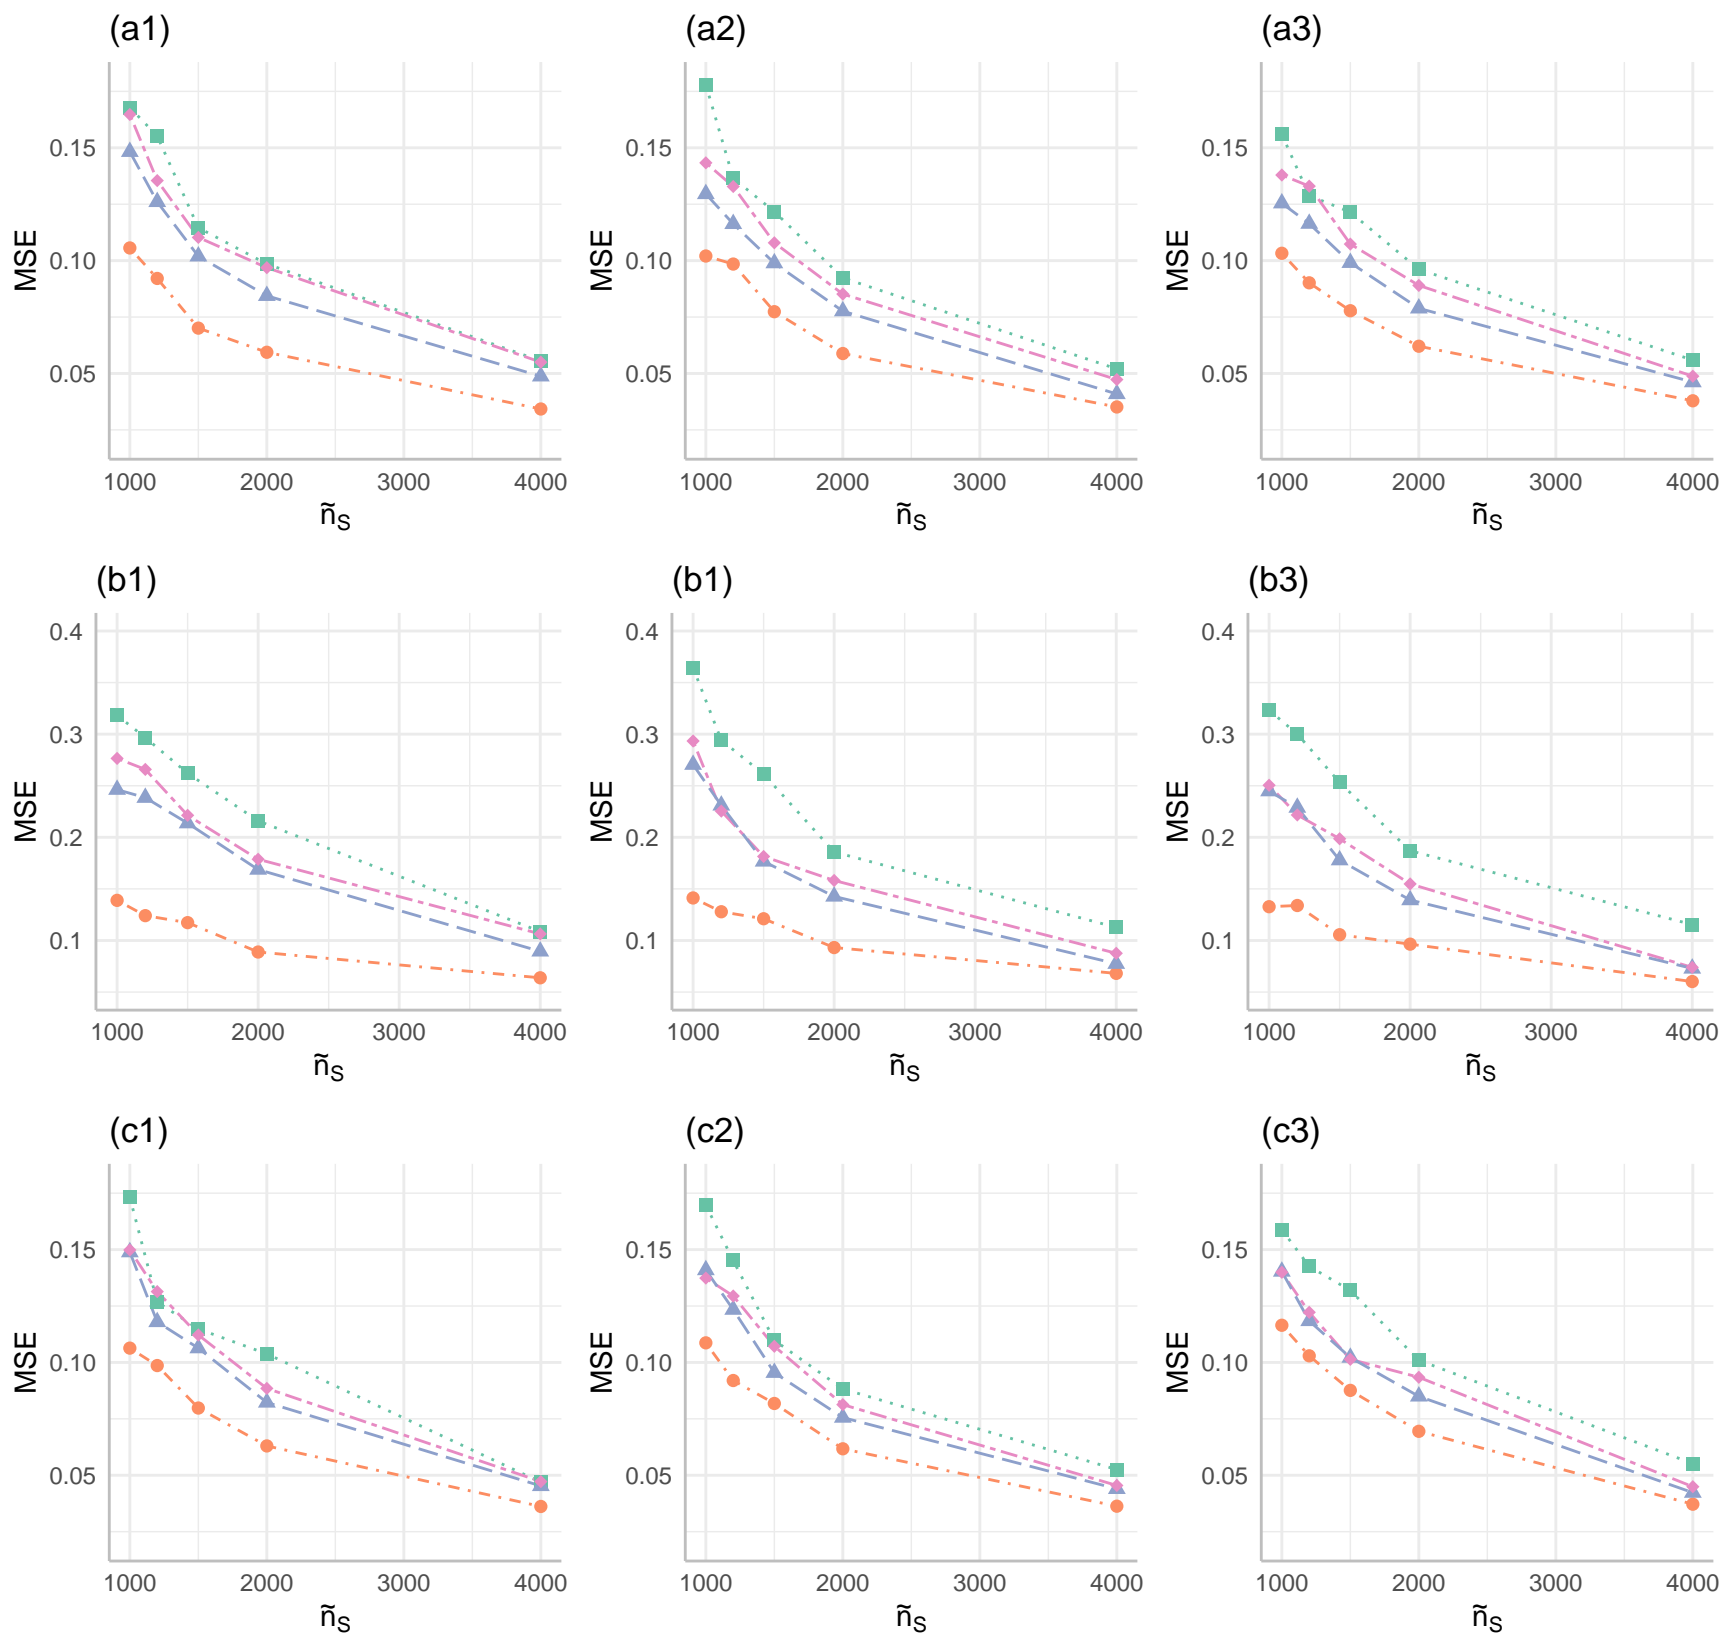 (a1) (a2) (a3)
MSE 0.15 0.10 0.05 MSE 0.15 0.10 0.05 MSE 0.15 0.10 0.05
1000 2000 3000 4000 1000 2000 3000 4000 1000 2000 3000 4000
ñS ñS ñS
(b1) (b1) (b3)
MSE 0.4 0.3 0.2 0.1 MSE 0.4 0.3 0.2 0.1 MSE 0.4 0.3 0.2 0.1
1000 2000 3000 4000 1000 2000 3000 4000 1000 2000 3000 4000
ñS ñS ñS
(c1) (c2) (c3)
MSE 0.15 0.10 0.05 MSE 0.15 0.10 0.05 MSE 0.15 0.10 0.05
1000 2000 3000 4000 1000 2000 3000 4000 1000 2000 3000 4000
ñS ñS ñS